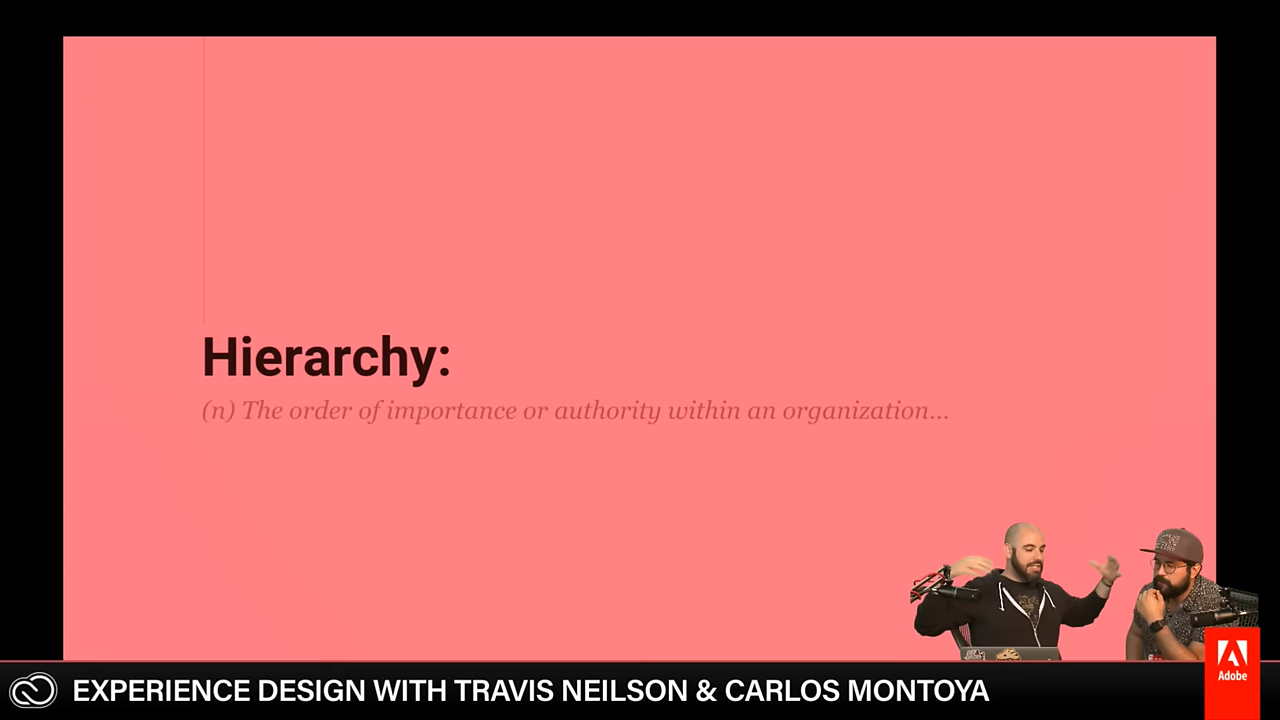 Hierarchy:
(n) The order of importance or authority within an organization...
EXPERIENCE DESIGN WITH TRAVIS NEILSON & CARLOS MONTOYA
Adobe